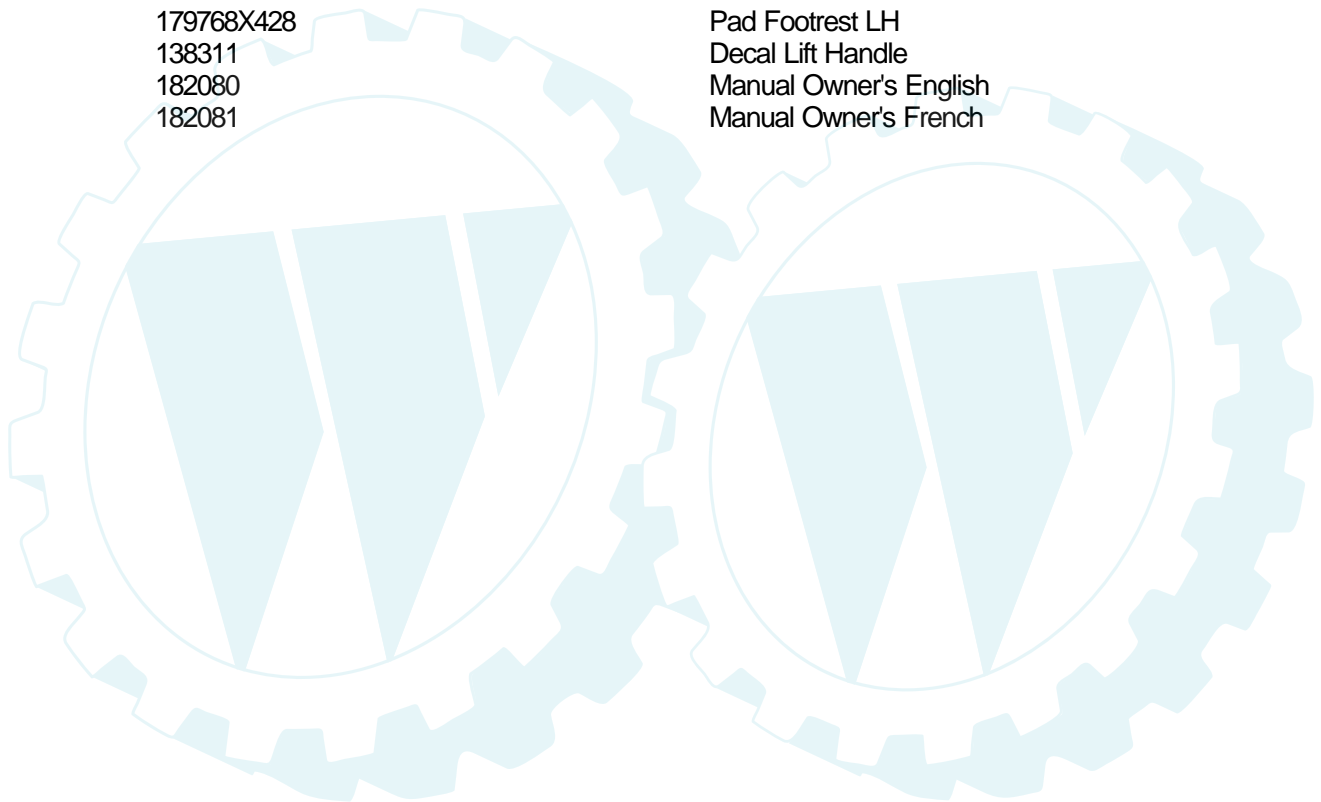 179768X428 Pad Footrest LH
138311 Decal Lift Handle
182080 Manual Owner's English
182081 Manual Owner's French